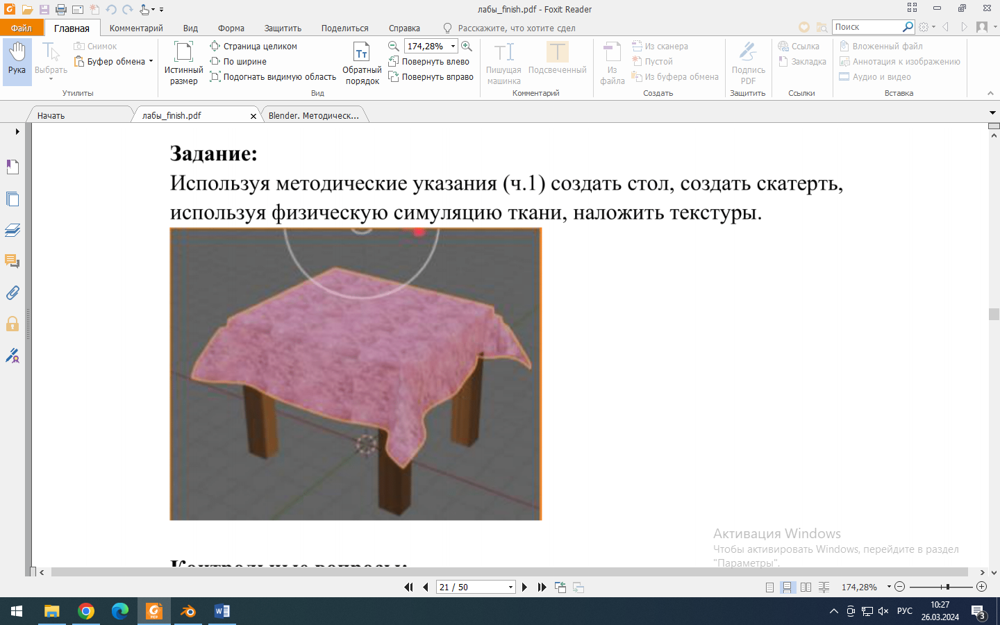 лабы_finish.pdf - Foxit Reader
Файл Главная Комментарий Вид Форма Защитить Поделиться Справка Расскажите, что хотите сделать Поиск
Рука
Выбрать
Снимок
Буфер обмена
Утилиты
Истинный
размер
Страница целиком
По ширине
Подогнать видимую область
Обратный
порядок
174,28%
Повернуть влево
Повернуть вправо
Вид
Пишущая
машинка
Подсвеченный
Комментарий
Из
файла
Из сканера
Пустой
Из буфера обмена
Создать
Подпись
PDF
Защитить
Ссылка
Закладка
Ссылки
Вложенный файл
Аннотация к изображению
Аудио и видео
Вставка
Начать лабы_finish.pdf Blender. Методическ...
Задание:
Используя методические указания (ч.1) создать стол, создать скатерть,
используя физическую симуляцию ткани, наложить текстуры.
Контрольные вопросы:
Активация Windows
Чтобы активировать Windows, перейдите в раздел
"Параметры".
21 / 50 174,28%
РУС 10:27
26.03.2024
3